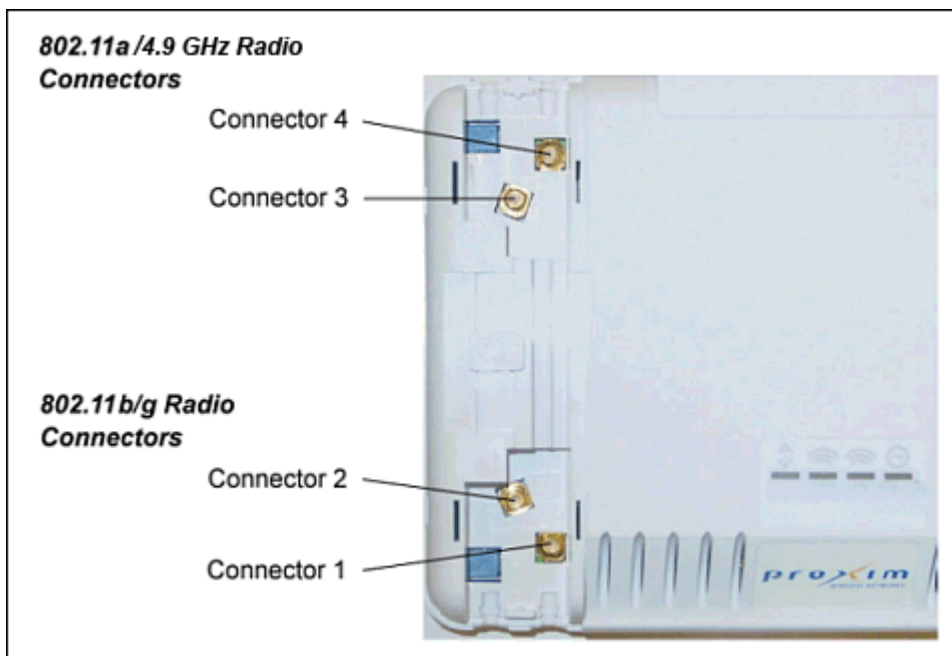 802.11a/4.9 GHz Radio
Connectors
Connector 4
Connector 3
802.11b/g Radio
Connectors
Connector 2
Connector 1
proxim